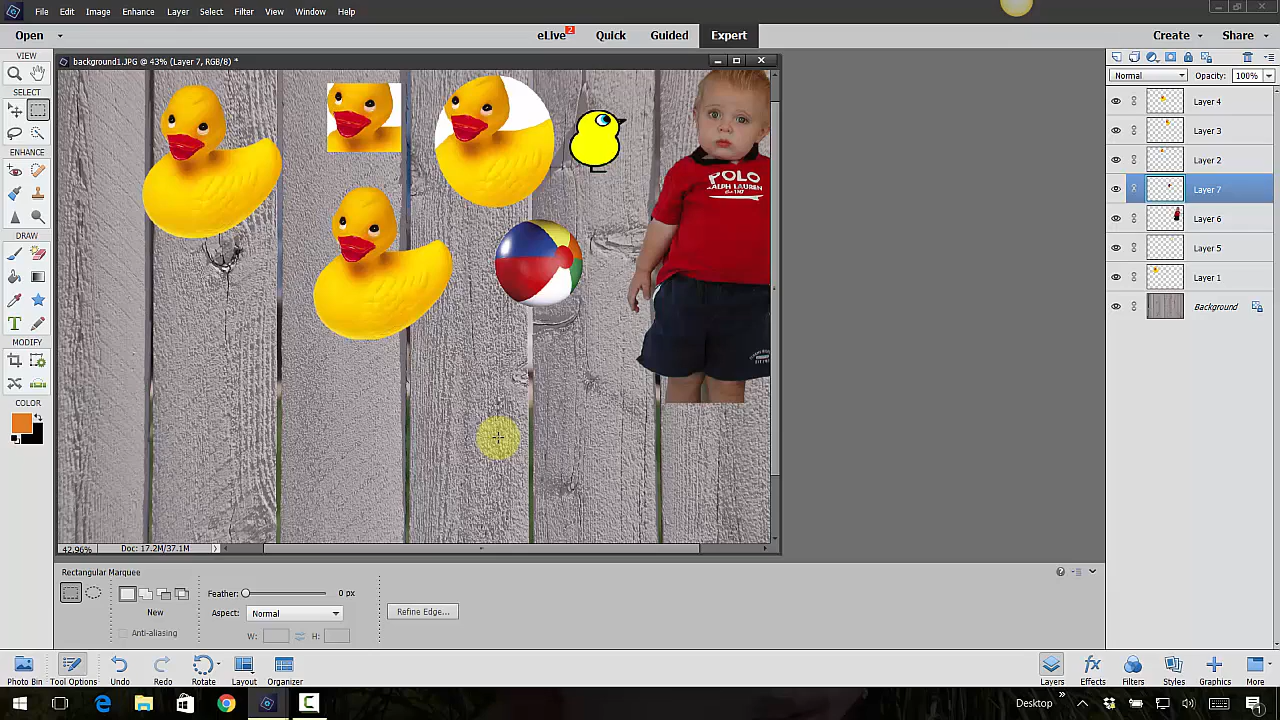 File Edit Image Enhance Layer Select Filter View Window Help
Open eLive 2 Quick Guided Expert Create Share
VIEW
background1.JPG @ 43% (Layer 7, RGB/8) *
Normal Opacity: 100%
SELECT
Layer 4
Layer 3
ENHANCE
Layer 2
POLO
RALPH LAUREN
Layer 7
Layer 6
DRAW
Layer 5
Layer 1
Background
MODIFY
COLOR
42.96% Doc: 17.2M/37.1M
Rectangular Marquee
Feather: 0 px
New Aspect: Normal Refine Edge...
Anti-aliasing W: H:
Photo Bin Tool Options Undo Redo Rotate Layout Organizer Layers Effects Filters Styles Graphics More
Desktop